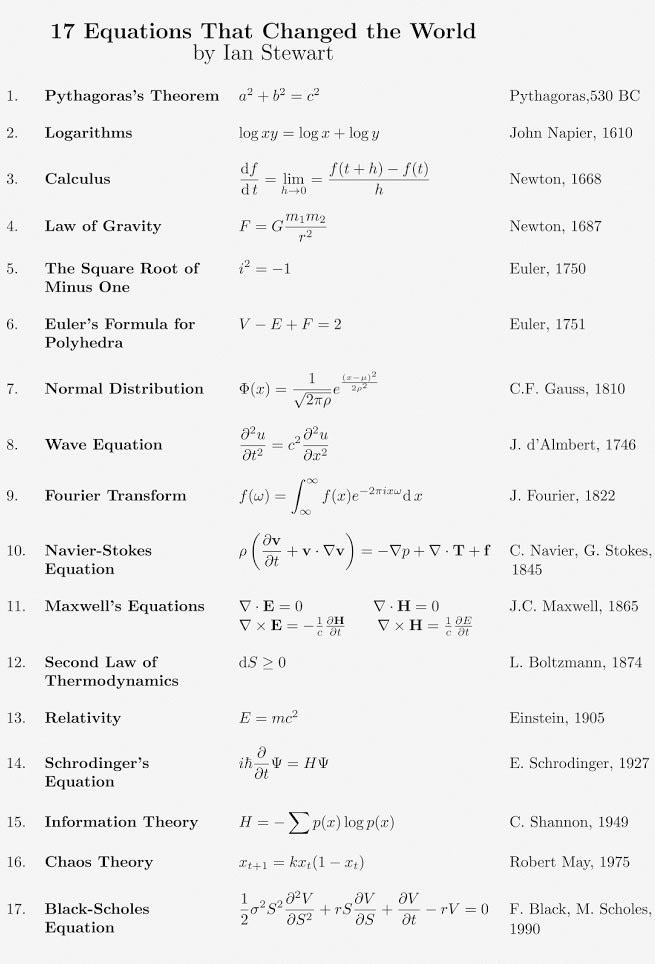 17 Equations That Changed the World
by Ian Stewart
1. Pythagoras's Theorem a² + b² = c² Pythagoras,530 BC
2. Logarithms log xy = log x + log y John Napier, 1610
3. Calculus df/dt = lim h→0 = (f(t + h) − f(t))/h Newton, 1668
4. Law of Gravity F = G m₁m₂/r² Newton, 1687
5. The Square Root of i² = −1 Euler, 1750
Minus One
6. Euler's Formula for V − E + F = 2 Euler, 1751
Polyhedra
7. Normal Distribution Φ(x) = 1/√(2πρ) e^((x−μ)²/(2ρ²)) C.F. Gauss, 1810
8. Wave Equation ∂²u/∂t² = c² ∂²u/∂x² J. d'Almbert, 1746
9. Fourier Transform f(ω) = ∫_∞^∞ f(x)e^(−2πixω) d x J. Fourier, 1822
10. Navier-Stokes ρ(∂v/∂t + v · ∇v) = −∇p + ∇ · T + f C. Navier, G. Stokes,
Equation 1845
11. Maxwell's Equations ∇ · E = 0 ∇ · H = 0 J.C. Maxwell, 1865
∇ × E = −1/c ∂H/∂t ∇ × H = 1/c ∂E/∂t
12. Second Law of dS ≥ 0 L. Boltzmann, 1874
Thermodynamics
13. Relativity E = mc² Einstein, 1905
14. Schrodinger's iℏ ∂/∂t Ψ = HΨ E. Schrodinger, 1927
Equation
15. Information Theory H = − ∑ p(x) log p(x) C. Shannon, 1949
16. Chaos Theory xₜ₊₁ = kxₜ(1 − xₜ) Robert May, 1975
17. Black-Scholes 1/2 σ²S² ∂²V/∂S² + rS ∂V/∂S + ∂V/∂t − rV = 0 F. Black, M. Scholes,
Equation 1990